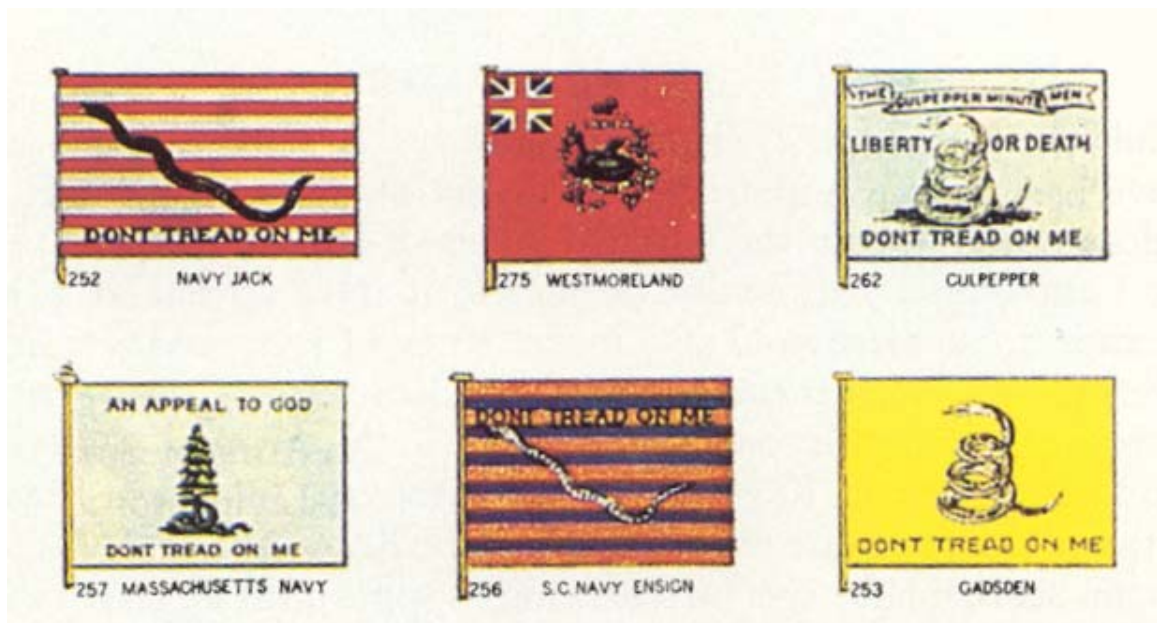 DONT TREAD ON ME
252 NAVY JACK
275 WESTMORELAND
THE CULPEPPER MINUTE MEN
LIBERTY OR DEATH
DONT TREAD ON ME
262 CULPEPPER
AN APPEAL TO GOD
DONT TREAD ON ME
257 MASSACHUSETTS NAVY
DONT TREAD ON ME
256 S.C. NAVY ENSIGN
DONT TREAD ON ME
253 GADSDEN